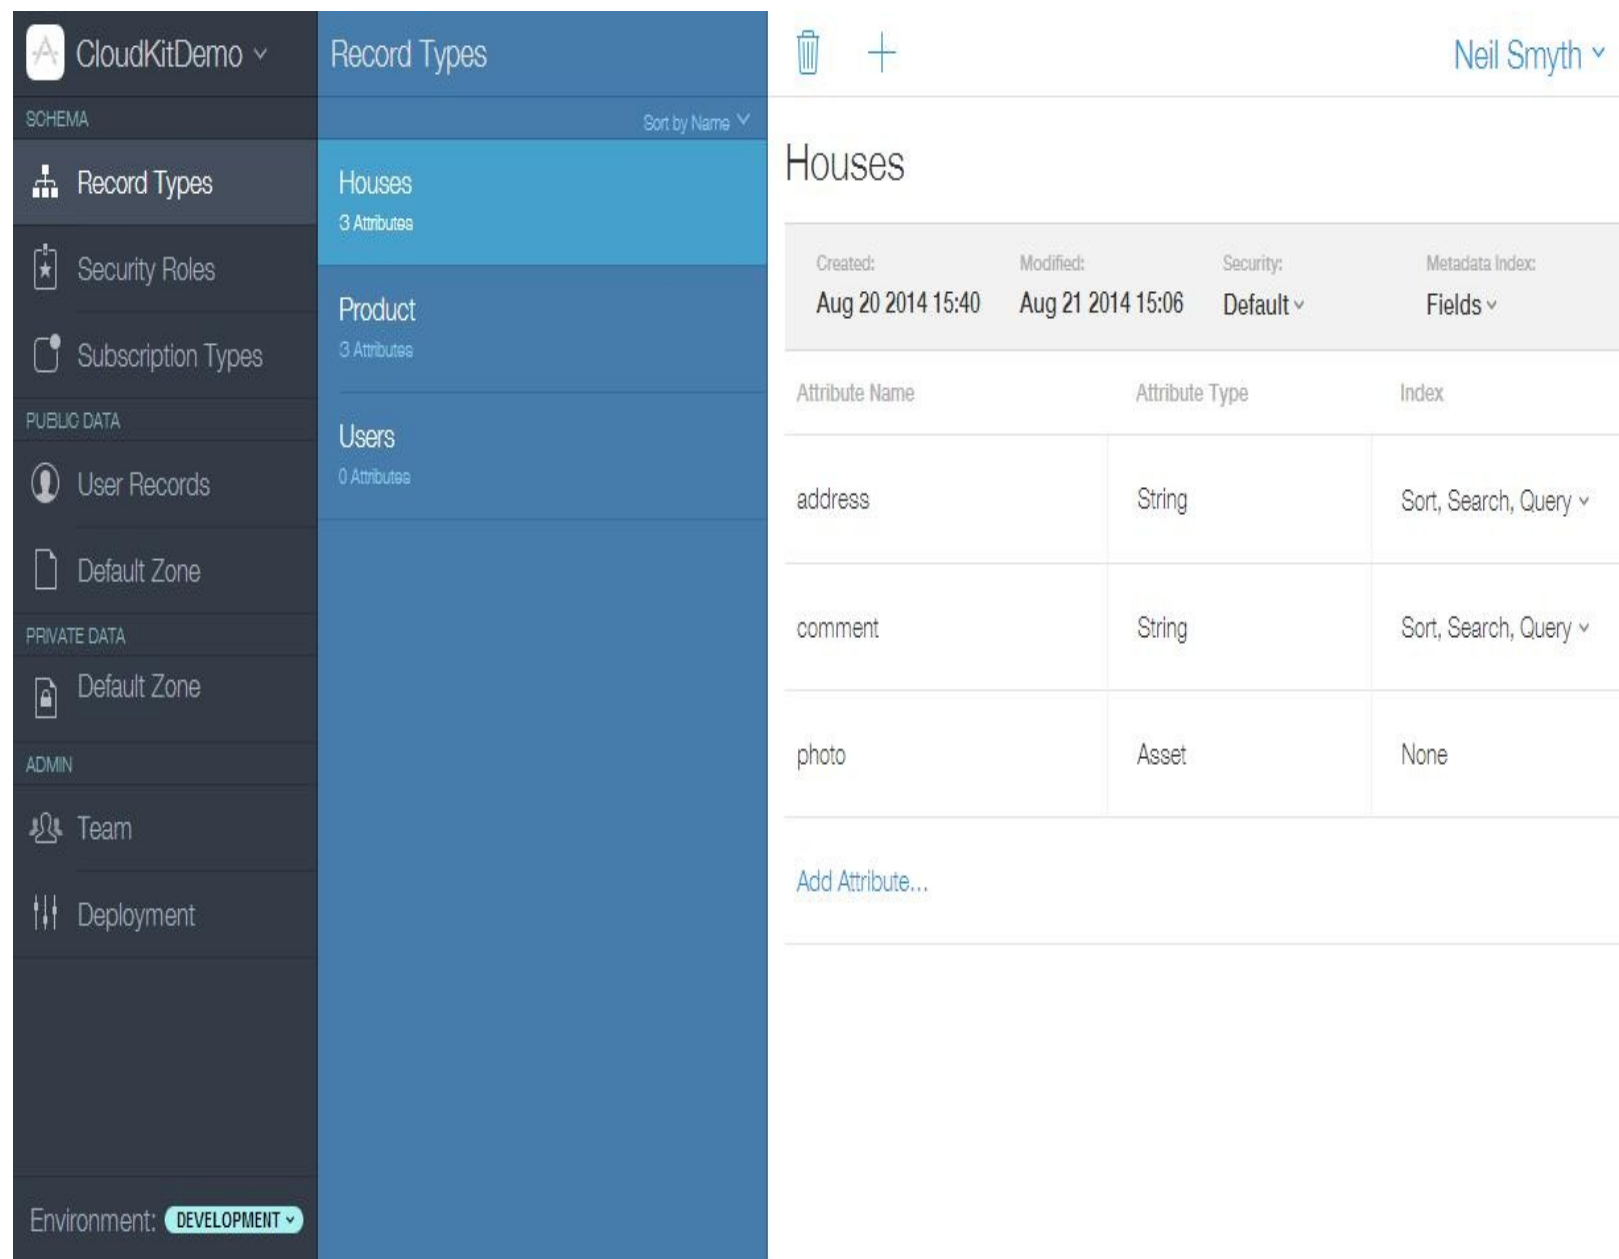 CloudKitDemo
SCHEMA
Record Types
Security Roles
Subscription Types
PUBLIC DATA
User Records
Default Zone
PRIVATE DATA
Default Zone
ADMIN
Team
Deployment
Environment: DEVELOPMENT
Record Types
Sort by Name
Houses
3 Attributes
Product
3 Attributes
Users
0 Attributes
Neil Smyth
Houses
Created: Modified: Security: Metadata Index:
Aug 20 2014 15:40 Aug 21 2014 15:06 Default Fields
Attribute Name Attribute Type Index
address String Sort, Search, Query
comment String Sort, Search, Query
photo Asset None
Add Attribute...